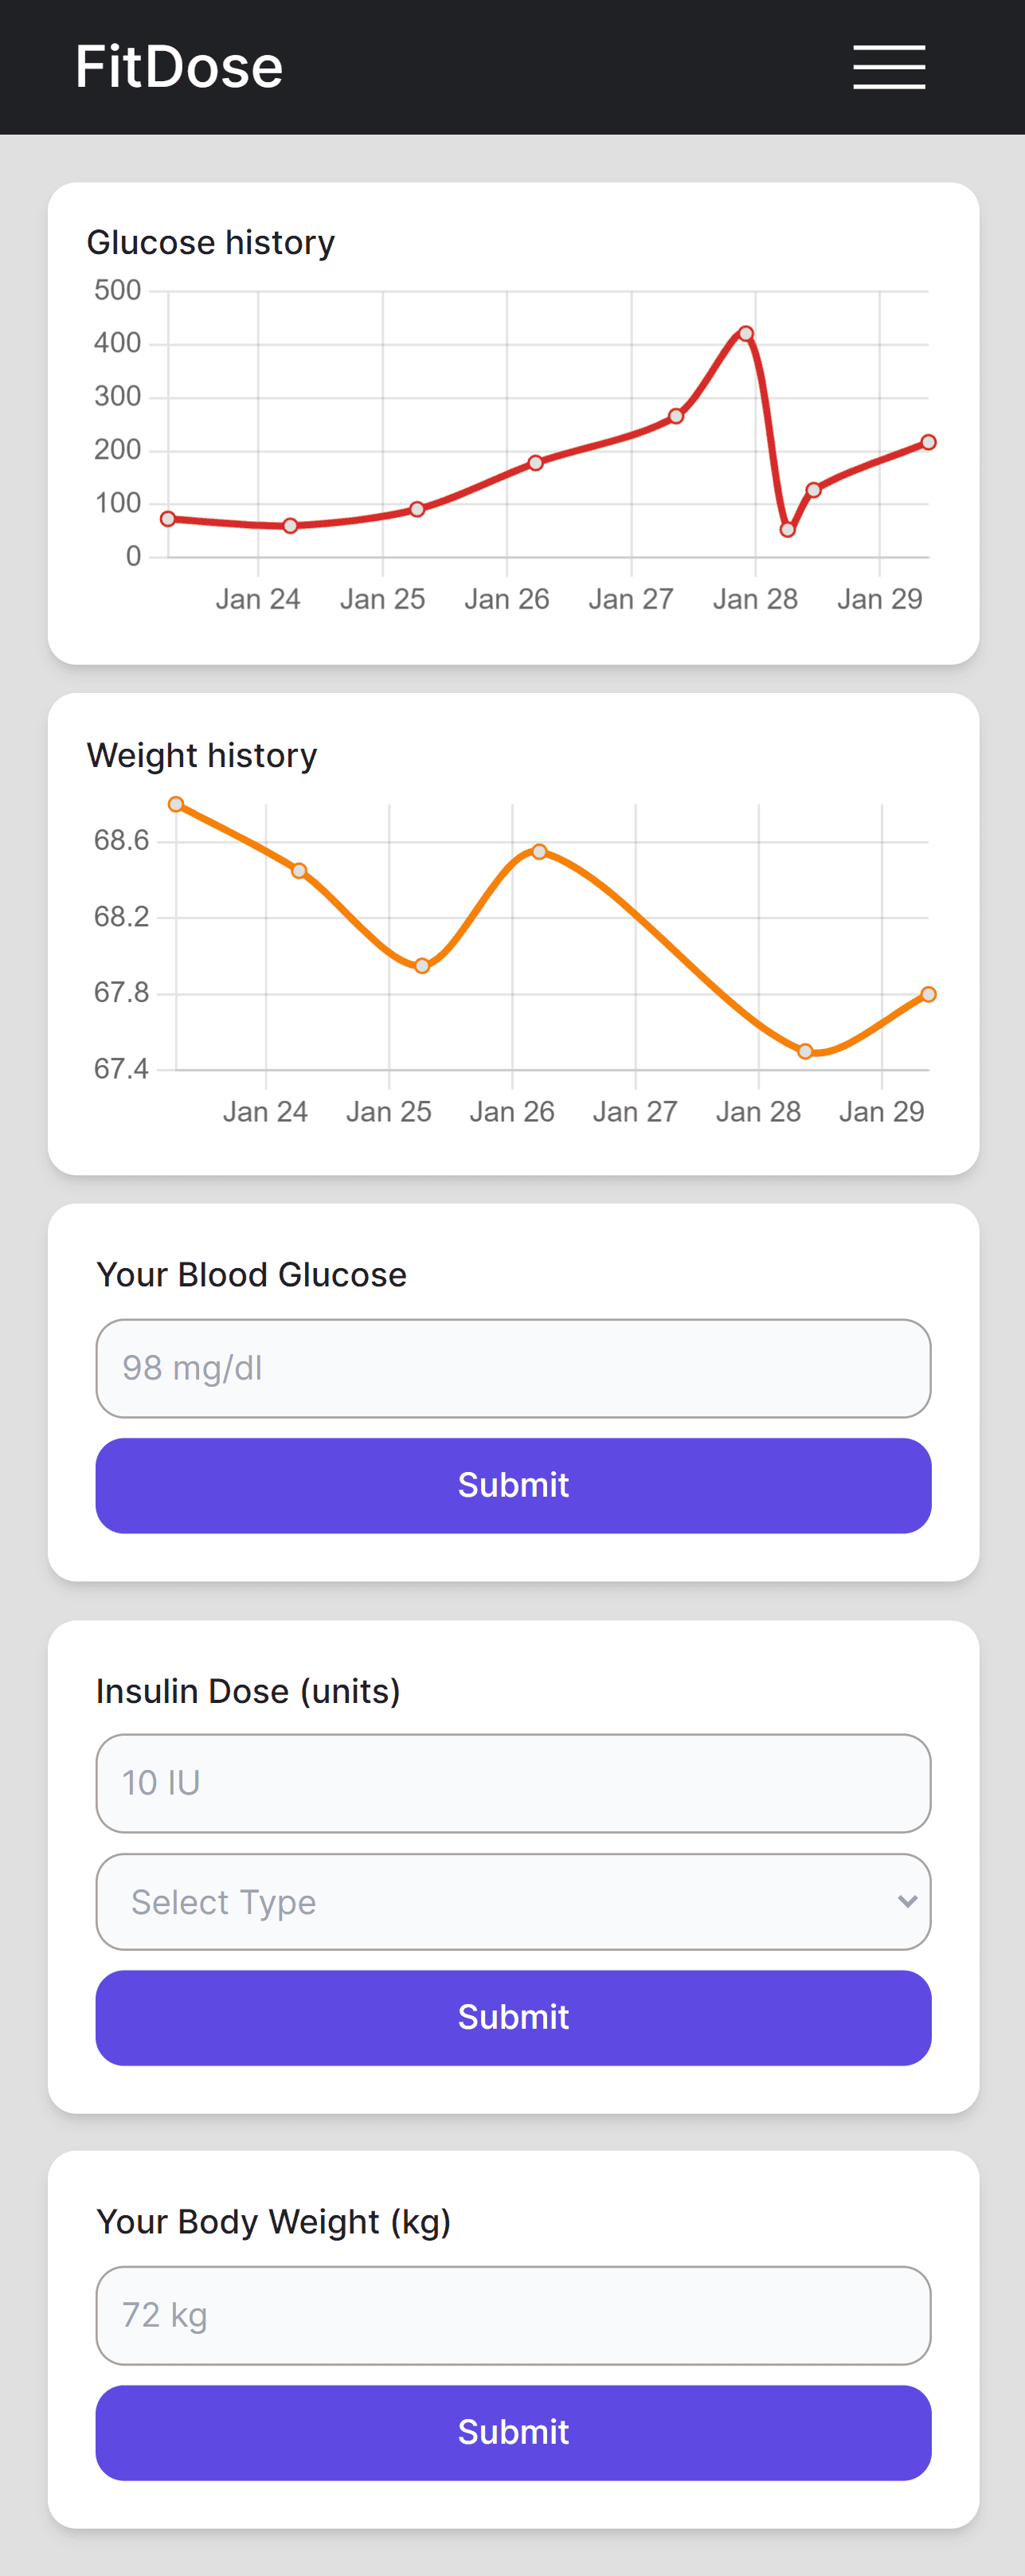 FitDose
Glucose history
500
400
300
200
100
0
Jan 24 Jan 25 Jan 26 Jan 27 Jan 28 Jan 29
Weight history
68.6
68.2
67.8
67.4
Jan 24 Jan 25 Jan 26 Jan 27 Jan 28 Jan 29
Your Blood Glucose
98 mg/dl
Submit
Insulin Dose (units)
10 IU
Select Type
Submit
Your Body Weight (kg)
72 kg
Submit